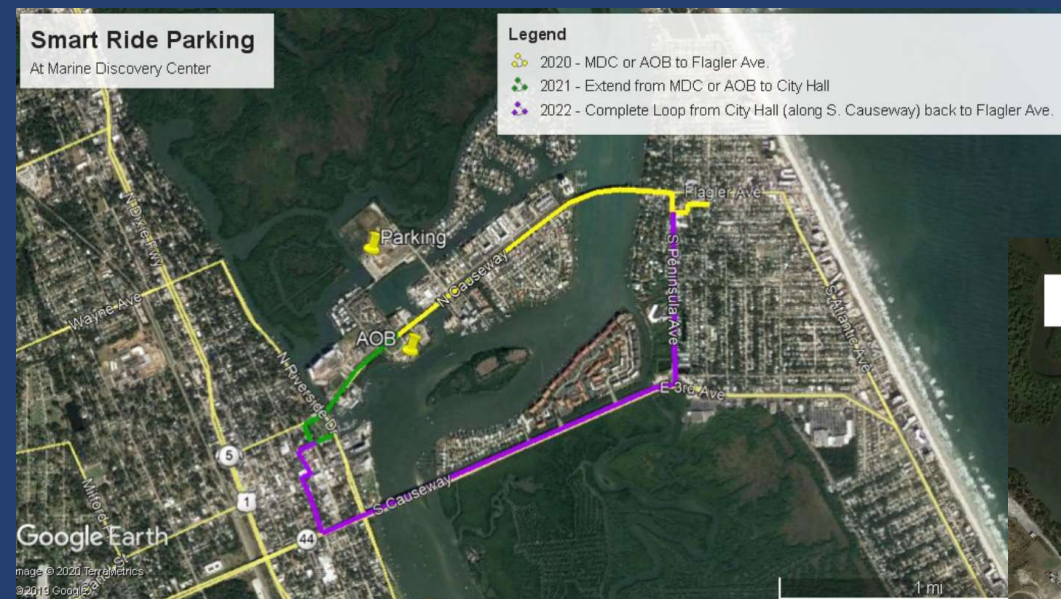 Smart Ride Parking
At Marine Discovery Center
Legend
2020 - MDC or AOB to Flagler Ave.
2021 - Extend from MDC or AOB to City Hall
2022 - Complete Loop from City Hall (along S. Causeway) back to Flagler Ave.
N Dixie Fwy
Flagler Ave
Parking
N Causeway
S Peninsula Ave
Wayne Ave
S Atlantic Ave
AOB
N Riverside Dr
E 3rd Ave
5
1
S Causeway
44
Google Earth
mage © 2020 TerraMetrics
©2019 Google
1 mi